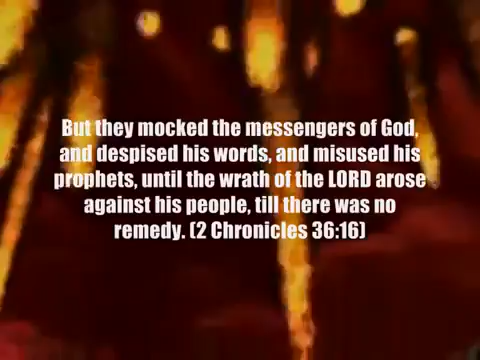 But they mocked the messengers of God,
and despised his words, and misused his
prophets, until the wrath of the LORD arose
against his people, till there was no
remedy. (2 Chronicles 36:16)